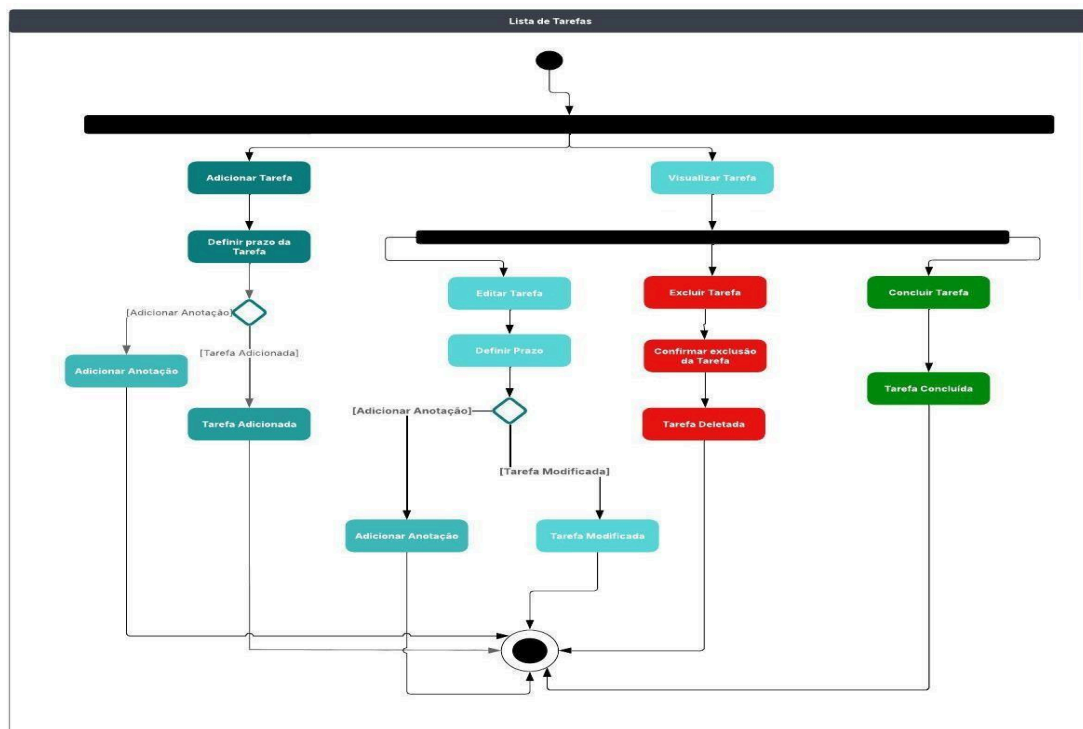 Lista de Tarefas
Adicionar Tarefa
Visualizar Tarefa
Definir prazo da
Tarefa
Editar Tarefa
Excluir Tarefa
Concluir Tarefa
[Adicionar Anotação]
[Tarefa Adicionada]
Definir Prazo
Confirmar exclusão
da Tarefa
Adicionar Anotação
Tarefa Concluída
[Adicionar Anotação]
Tarefa Adicionada
Tarefa Deletada
[Tarefa Modificada]
Adicionar Anotação
Tarefa Modificada